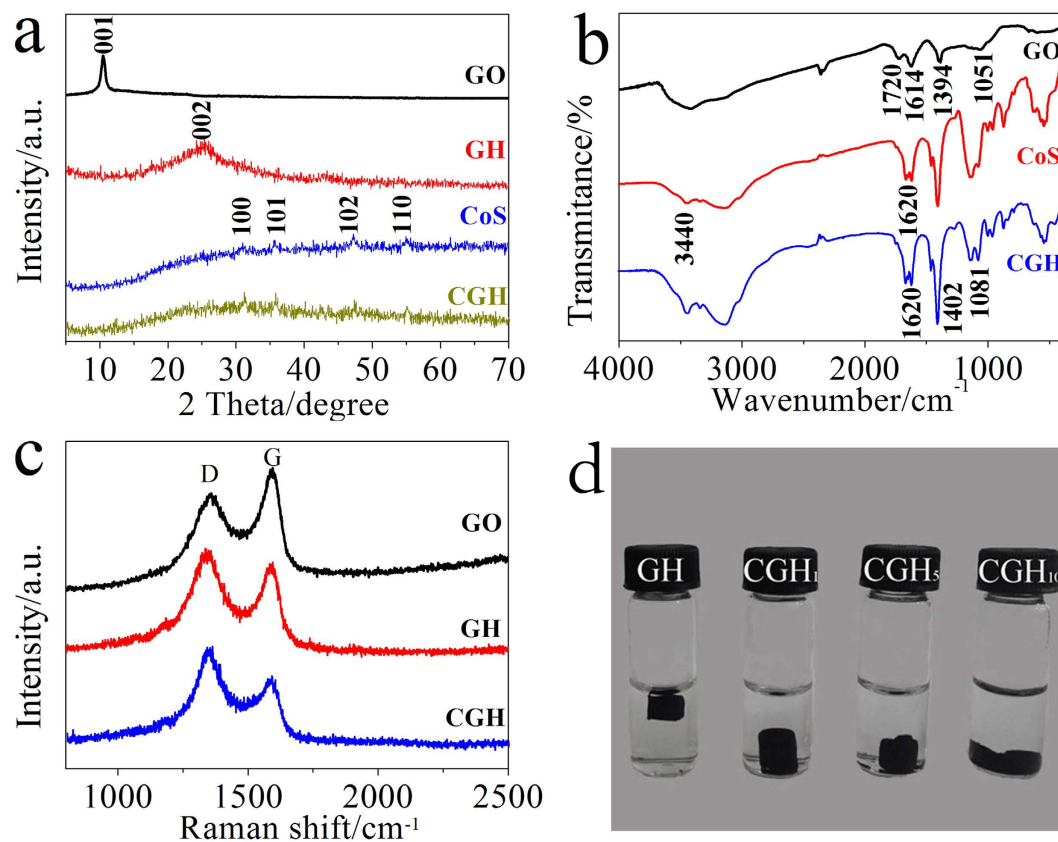 a
001
GO
002
GH
100
101
102
110
CoS
CGH
Intensity/a.u.
10 20 30 40 50 60 70
2 Theta/degree
b
GO
1720
1614
1394
1051
CoS
3440
1620
CGH
1620
1402
1081
Transmitance/%
4000 3000 2000 1000
Wavenumber/cm⁻¹
c
D
G
GO
GH
CGH
Intensity/a.u.
1000 1500 2000 2500
Raman shift/cm⁻¹
d
GH CGH₁ CGH₅ CGH₁₀